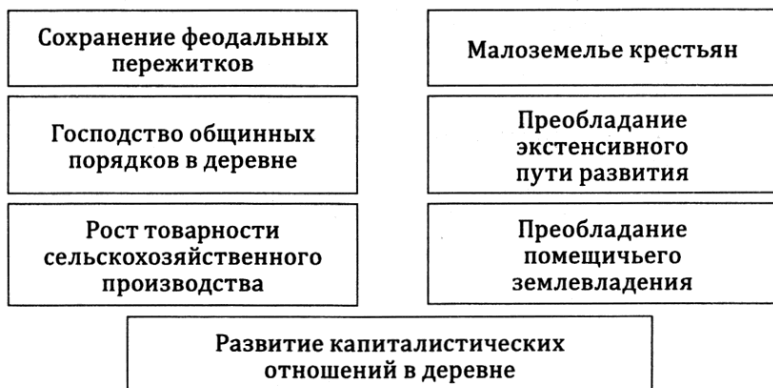 Сохранение феодальных
пережитков
Малоземелье крестьян
Господство общинных
порядков в деревне
Преобладание
экстенсивного
пути развития
Рост товарности
сельскохозяйственного
производства
Преобладание
помещичьего
землевладения
Развитие капиталистических
отношений в деревне